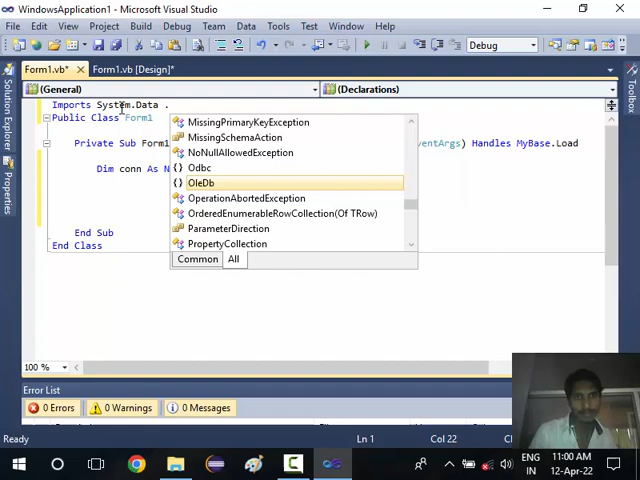 WindowsApplication1 - Microsoft Visual Studio
File Edit View Project Build Debug Team Data Tools Test Window Help
Debug
Form1.vb* Form1.vb [Design]*
(General) (Declarations)
Imports System.Data .
Public Class Form1
Private Sub Form1 ventArgs) Handles MyBase.Load
Dim conn As N
End Sub
End Class
MissingPrimaryKeyException
MissingSchemaAction
NoNullAllowedException
{} Odbc
{} OleDb
OperationAbortedException
OrderedEnumerableRowCollection(Of TRow)
ParameterDirection
PropertyCollection
Common All
Solution Explorer
Properties
Toolbox
100 %
Error List
0 Errors 0 Warnings 0 Messages
Ready Ln 1 Col 22
ENG 11:00 AM
IN 12-Apr-22